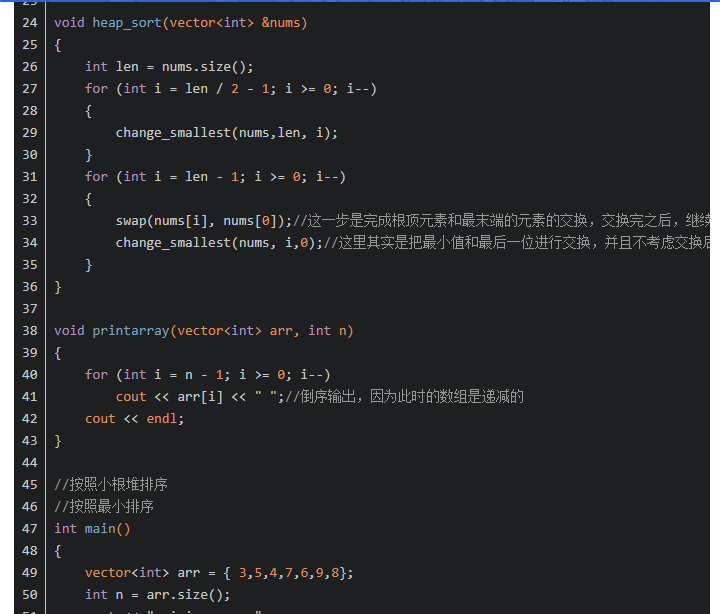 24 void heap_sort(vector<int> &nums)
25 {
26     int len = nums.size();
27     for (int i = len / 2 - 1; i >= 0; i--)
28     {
29         change_smallest(nums,len, i);
30     }
31     for (int i = len - 1; i >= 0; i--)
32     {
33         swap(nums[i], nums[0]);//这一步是完成根顶元素和最末端的元素的交换，交换完之后，继续
34         change_smallest(nums, i,0);//这里其实是把最小值和最后一位进行交换，并且不考虑交换后
35     }
36 }
37
38 void printarray(vector<int> arr, int n)
39 {
40     for (int i = n - 1; i >= 0; i--)
41         cout << arr[i] << " ";//倒序输出，因为此时的数组是递减的
42     cout << endl;
43 }
44
45 //按照小根堆排序
46 //按照最小排序
47 int main()
48 {
49     vector<int> arr = { 3,5,4,7,6,9,8};
50     int n = arr.size();